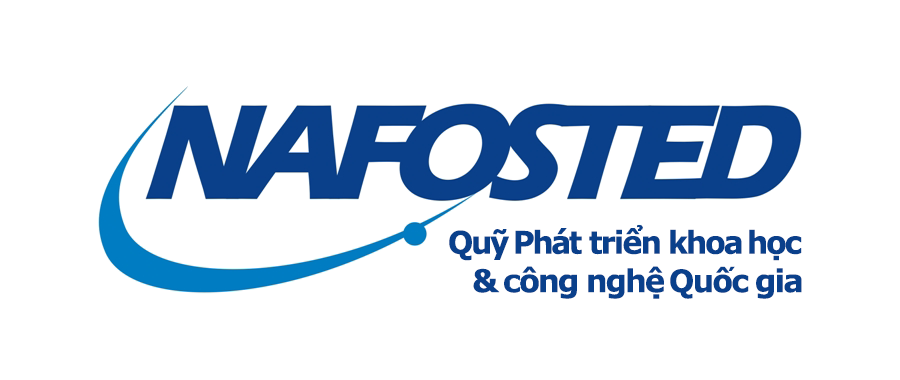 NAFOSTED
Quỹ Phát triển khoa học
& công nghệ Quốc gia